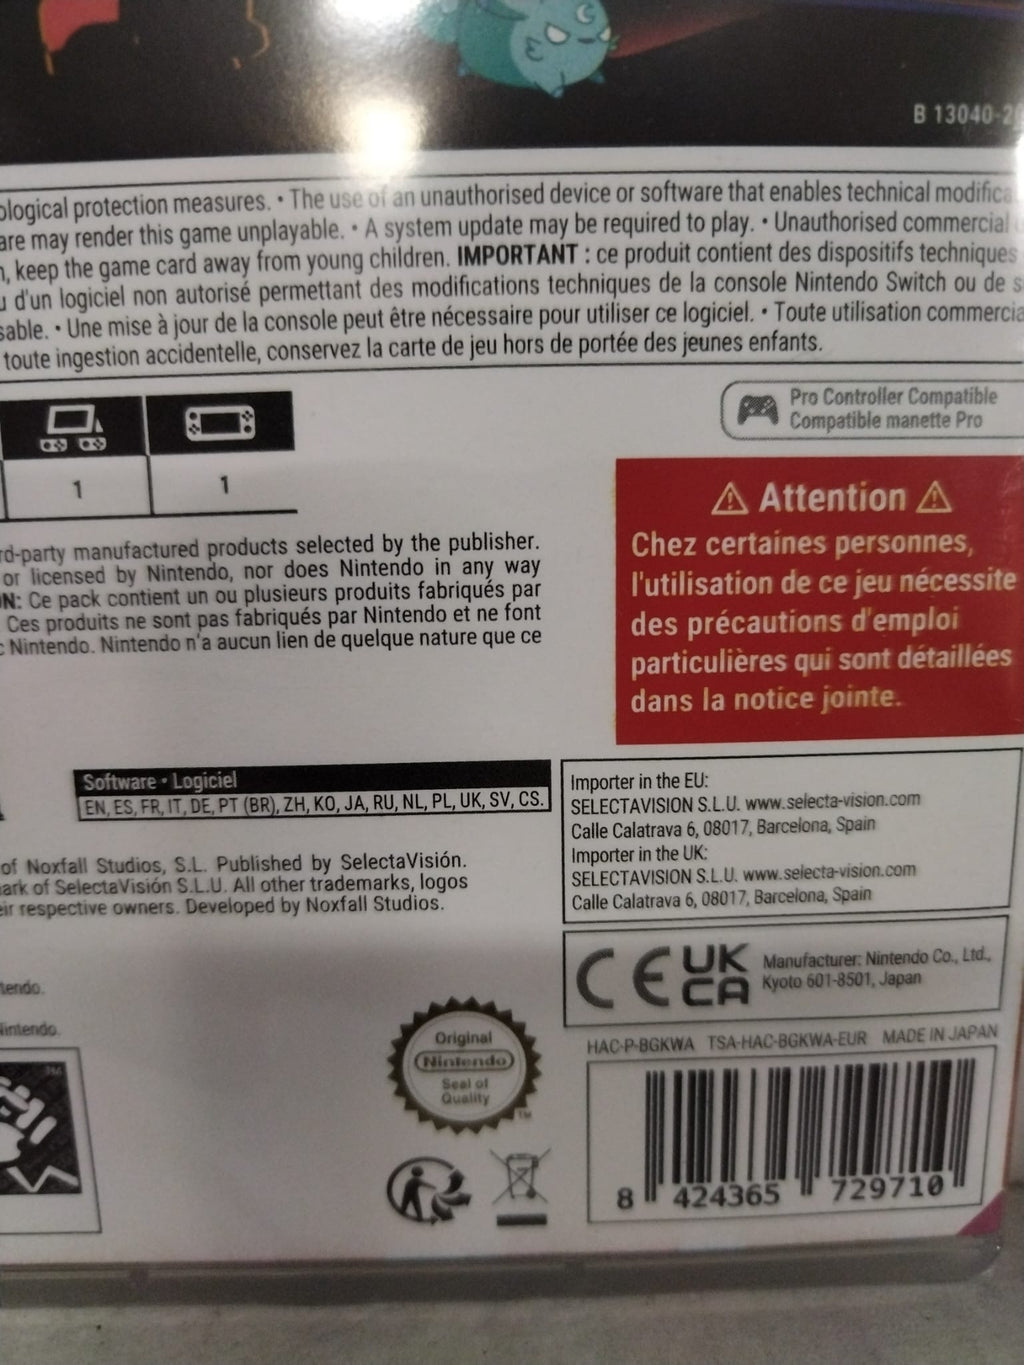 B 13040-2
ological protection measures. • The use of an unauthorised device or software that enables technical modifica
are may render this game unplayable. • A system update may be required to play. • Unauthorised commercial
n, keep the game card away from young children. IMPORTANT : ce produit contient des dispositifs techniques
u d'un logiciel non autorisé permettant des modifications techniques de la console Nintendo Switch ou de s
sable. • Une mise à jour de la console peut être nécessaire pour utiliser ce logiciel. • Toute utilisation commercia
toute ingestion accidentelle, conservez la carte de jeu hors de portée des jeunes enfants.
Pro Controller Compatible
Compatible manette Pro
1 1
⚠ Attention ⚠
Chez certaines personnes,
l'utilisation de ce jeu nécessite
des précautions d'emploi
particulières qui sont détaillées
dans la notice jointe.
rd-party manufactured products selected by the publisher.
or licensed by Nintendo, nor does Nintendo in any way
N: Ce pack contient un ou plusieurs produits fabriqués par
Ces produits ne sont pas fabriqués par Nintendo et ne font
c Nintendo. Nintendo n'a aucun lien de quelque nature que ce
Software • Logiciel
EN, ES, FR, IT, DE, PT (BR), ZH, KO, JA, RU, NL, PL, UK, SV, CS.
of Noxfall Studios, S.L. Published by SelectaVisión.
ark of SelectaVisión S.L.U. All other trademarks, logos
eir respective owners. Developed by Noxfall Studios.
Importer in the EU:
SELECTAVISION S.L.U. www.selecta-vision.com
Calle Calatrava 6, 08017, Barcelona, Spain
Importer in the UK:
SELECTAVISION S.L.U. www.selecta-vision.com
Calle Calatrava 6, 08017, Barcelona, Spain
CE UK
CA
Manufacturer: Nintendo Co., Ltd.,
Kyoto 601-8501, Japan
tendo.
Nintendo.
TM
Original
Nintendo
Seal of
Quality
TM
HAC-P-BGKWA TSA-HAC-BGKWA-EUR MADE IN JAPAN
8 424365 729710